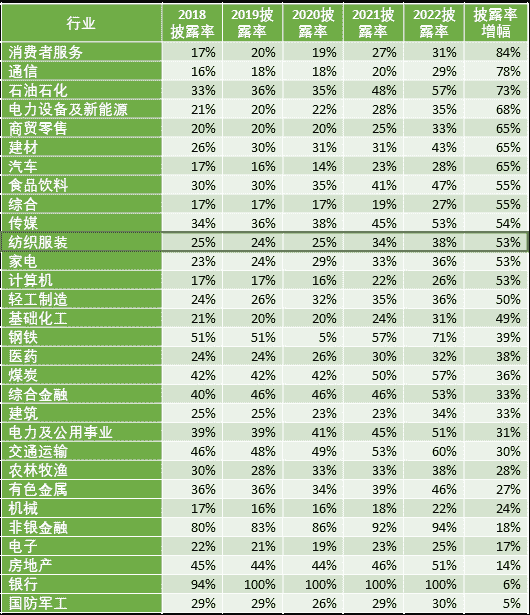 行业 2018披露率 2019披露率 2020披露率 2021披露率 2022披露率 披露率增幅
消费者服务 17% 20% 19% 27% 31% 84%
通信 16% 18% 18% 20% 29% 78%
石油石化 33% 36% 35% 48% 57% 73%
电力设备及新能源 21% 20% 22% 28% 35% 68%
商贸零售 20% 20% 20% 25% 33% 65%
建材 26% 30% 31% 31% 43% 65%
汽车 17% 16% 14% 23% 28% 65%
食品饮料 30% 30% 35% 41% 47% 55%
综合 17% 17% 17% 19% 27% 55%
传媒 34% 36% 38% 45% 53% 54%
纺织服装 25% 24% 25% 34% 38% 53%
家电 23% 24% 29% 33% 36% 53%
计算机 17% 17% 16% 22% 26% 53%
轻工制造 24% 26% 32% 35% 36% 50%
基础化工 21% 20% 20% 24% 31% 49%
钢铁 51% 51% 5% 57% 71% 39%
医药 24% 24% 26% 30% 32% 38%
煤炭 42% 42% 42% 50% 57% 36%
综合金融 40% 46% 46% 46% 53% 33%
建筑 25% 25% 23% 23% 34% 33%
电力及公用事业 39% 39% 41% 45% 51% 31%
交通运输 46% 48% 49% 53% 60% 30%
农林牧渔 30% 28% 33% 33% 38% 28%
有色金属 36% 36% 34% 39% 46% 27%
机械 17% 16% 16% 18% 22% 24%
非银金融 80% 83% 86% 92% 94% 18%
电子 22% 21% 19% 23% 25% 17%
房地产 45% 44% 44% 46% 51% 14%
银行 94% 100% 100% 100% 100% 6%
国防军工 29% 29% 26% 29% 30% 5%